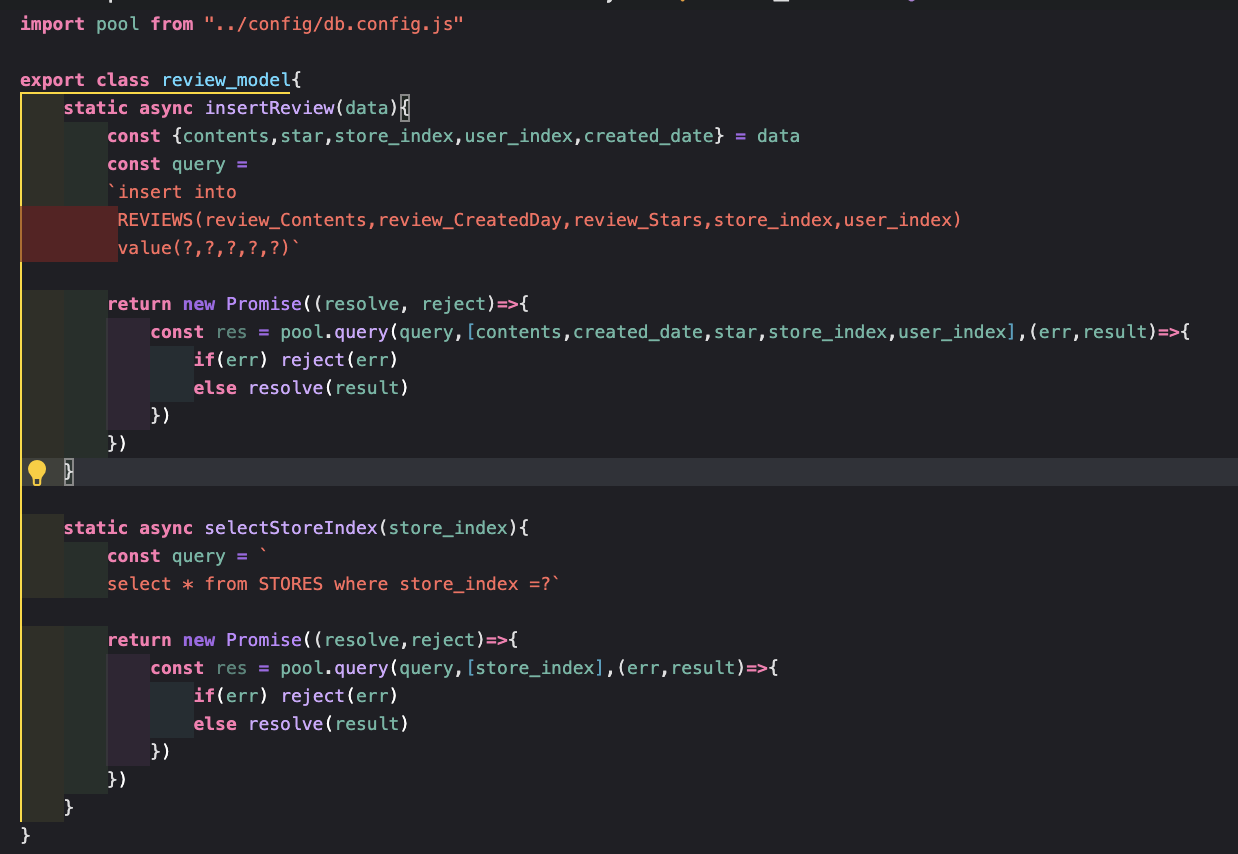 import pool from "../config/db.config.js"
export class review_model{
static async insertReview(data){
const {contents,star,store_index,user_index,created_date} = data
const query =
`insert into
REVIEWS(review_Contents,review_CreatedDay,review_Stars,store_index,user_index)
value(?,?,?,?,?)`
return new Promise((resolve, reject)=>{
const res = pool.query(query,[contents,created_date,star,store_index,user_index],(err,result)=>{
if(err) reject(err)
else resolve(result)
})
})
}
static async selectStoreIndex(store_index){
const query = `
select * from STORES where store_index =?`
return new Promise((resolve,reject)=>{
const res = pool.query(query,[store_index],(err,result)=>{
if(err) reject(err)
else resolve(result)
})
})
}
}